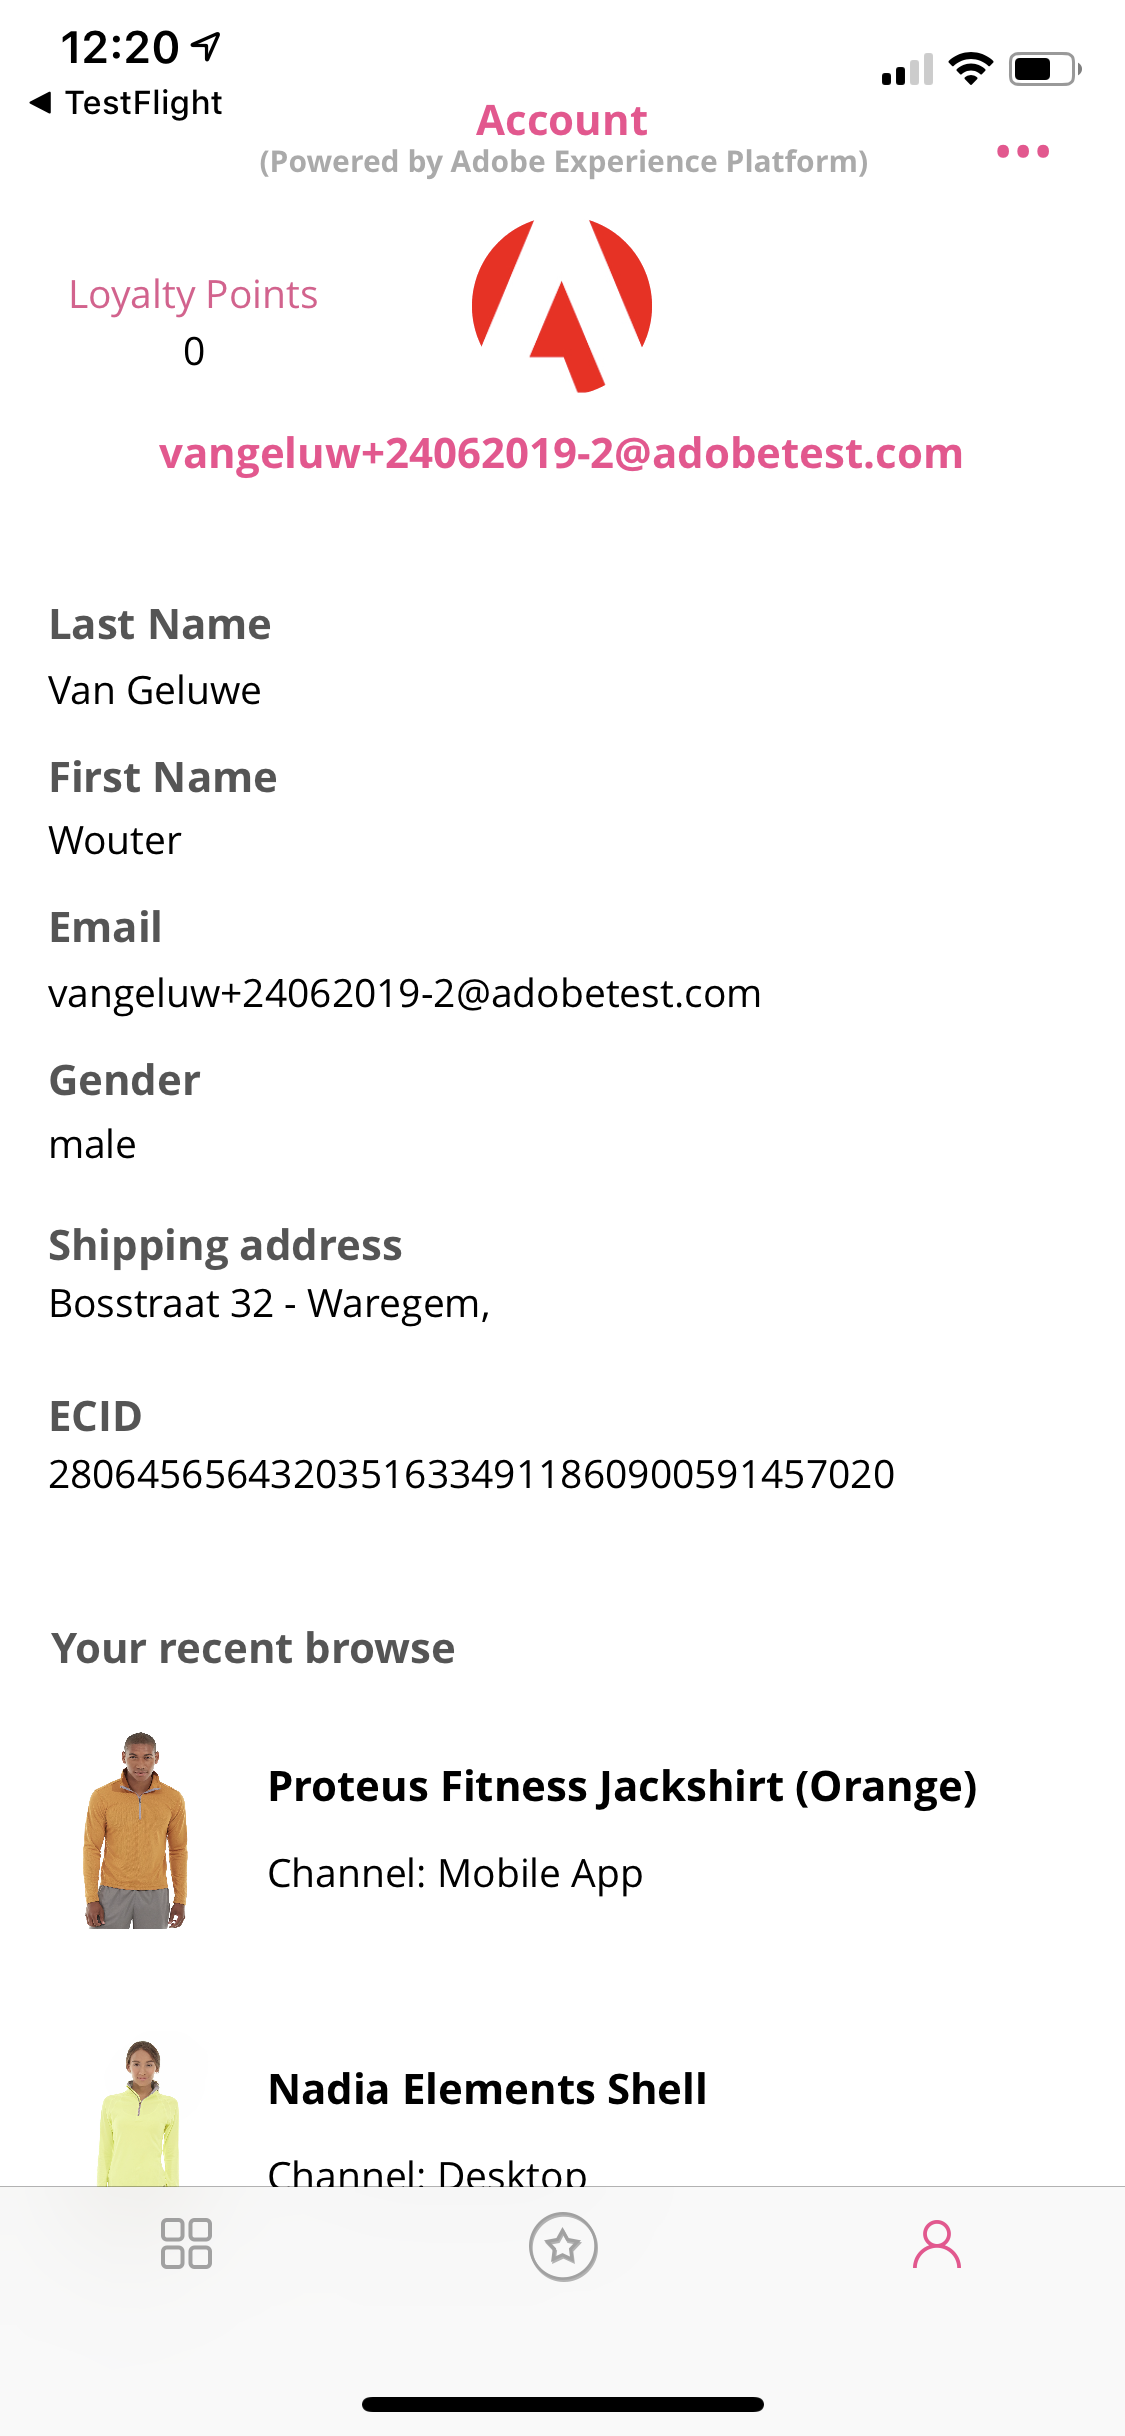 12:20
◀ TestFlight
Account
(Powered by Adobe Experience Platform)
Loyalty Points
0
vangeluw+24062019-2@adobetest.com
Last Name
Van Geluwe
First Name
Wouter
Email
vangeluw+24062019-2@adobetest.com
Gender
male
Shipping address
Bosstraat 32 - Waregem,
ECID
28064565643203516334911860900591457020
Your recent browse
Proteus Fitness Jackshirt (Orange)
Channel: Mobile App
Nadia Elements Shell
Channel: Desktop